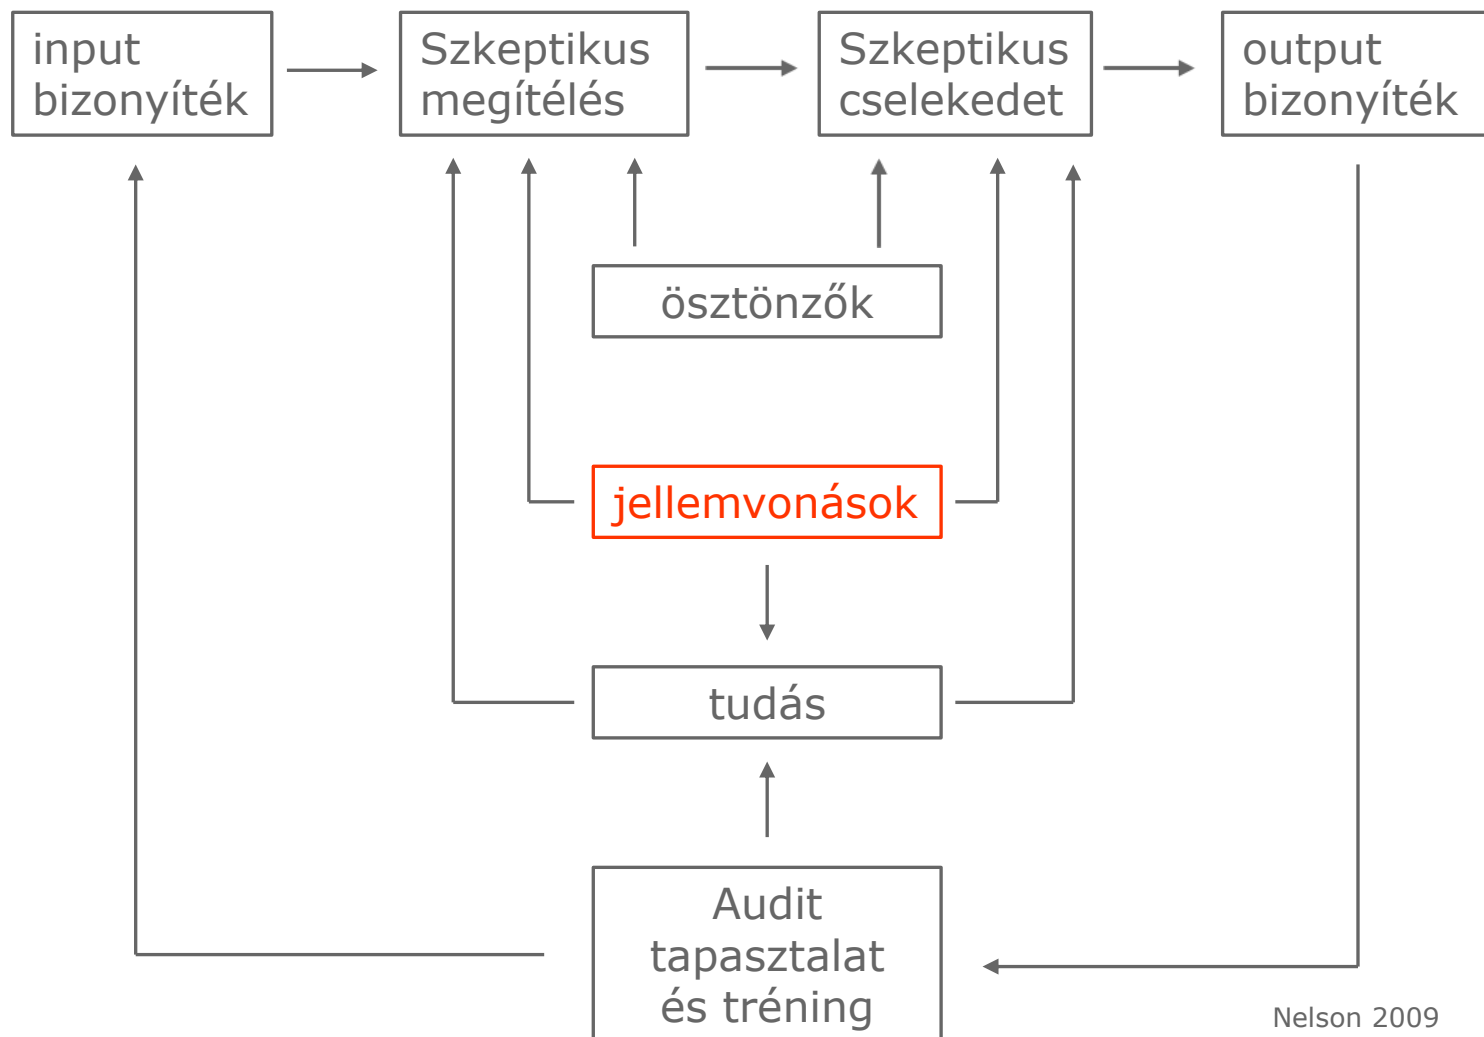 input
bizonyíték
Szkeptikus
megítélés
Szkeptikus
cselekedet
output
bizonyíték
ösztönzők
jellemvonások
tudás
Audit
tapasztalat
és tréning
Nelson 2009